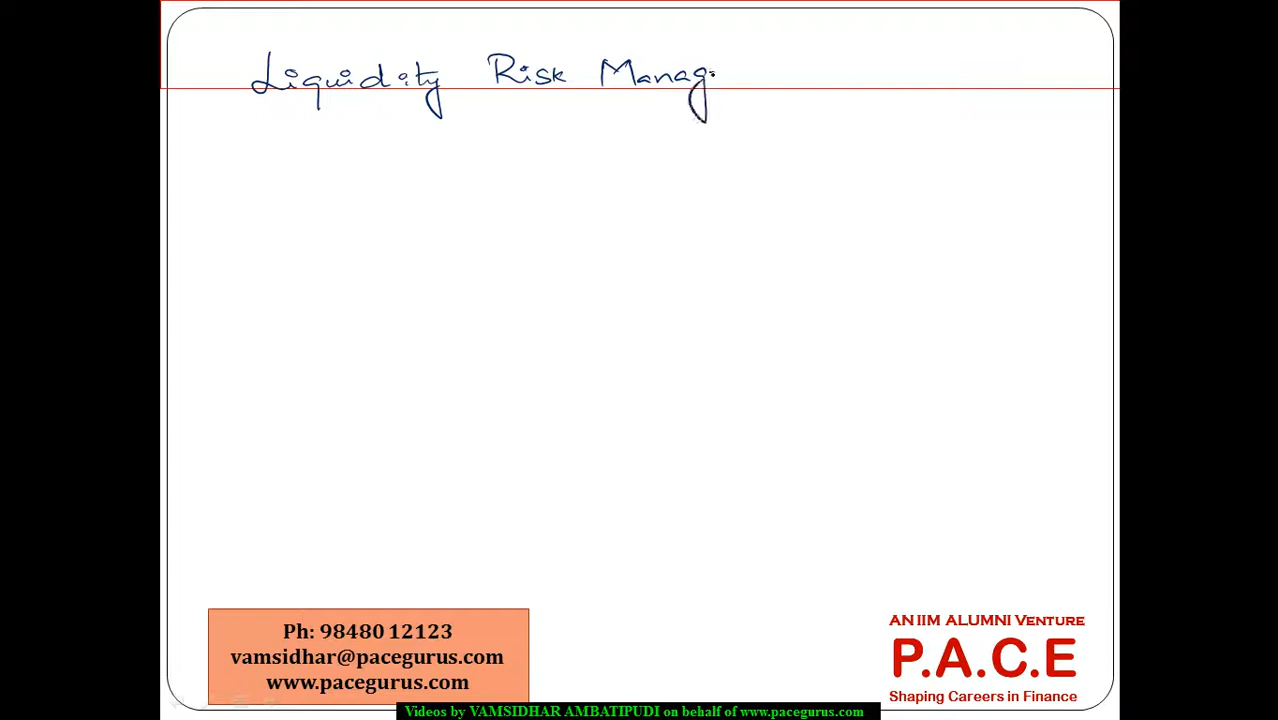 Liquidity Risk Manag
Ph: 98480 12123
vamsidhar@pacegurus.com
www.pacegurus.com
AN IIM ALUMNI VENTURE
P.A.C.E
Shaping Careers in Finance
Videos by VAMSIDHAR AMBATIPUDI on behalf of www.pacegurus.com